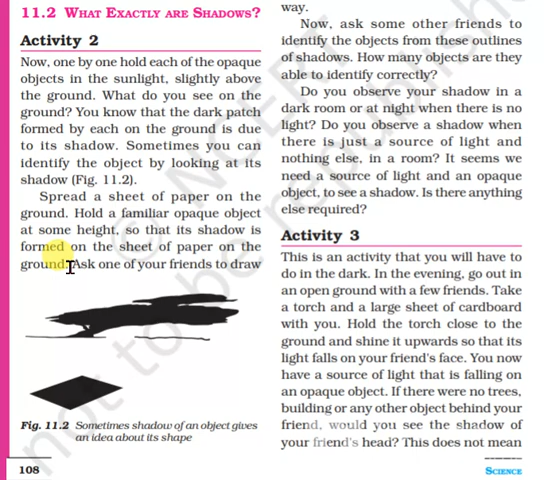 11.2 WHAT EXACTLY ARE SHADOWS?
Activity 2
Now, one by one hold each of the opaque
objects in the sunlight, slightly above
the ground. What do you see on the
ground? You know that the dark patch
formed by each on the ground is due
to its shadow. Sometimes you can
identify the object by looking at its
shadow (Fig. 11.2).
Spread a sheet of paper on the
ground. Hold a familiar opaque object
at some height, so that its shadow is
formed on the sheet of paper on the
ground. Ask one of your friends to draw
Fig. 11.2 Sometimes shadow of an object gives
an idea about its shape
108
way.
Now, ask some other friends to
identify the objects from these outlines
of shadows. How many objects are they
able to identify correctly?
Do you observe your shadow in a
dark room or at night when there is no
light? Do you observe a shadow when
there is just a source of light and
nothing else, in a room? It seems we
need a source of light and an opaque
object, to see a shadow. Is there anything
else required?
Activity 3
This is an activity that you will have to
do in the dark. In the evening, go out in
an open ground with a few friends. Take
a torch and a large sheet of cardboard
with you. Hold the torch close to the
ground and shine it upwards so that its
light falls on your friend's face. You now
have a source of light that is falling on
an opaque object. If there were no trees,
building or any other object behind your
friend, would you see the shadow of
your friend's head? This does not mean
SCIENCE
© NCERT
not to be republished